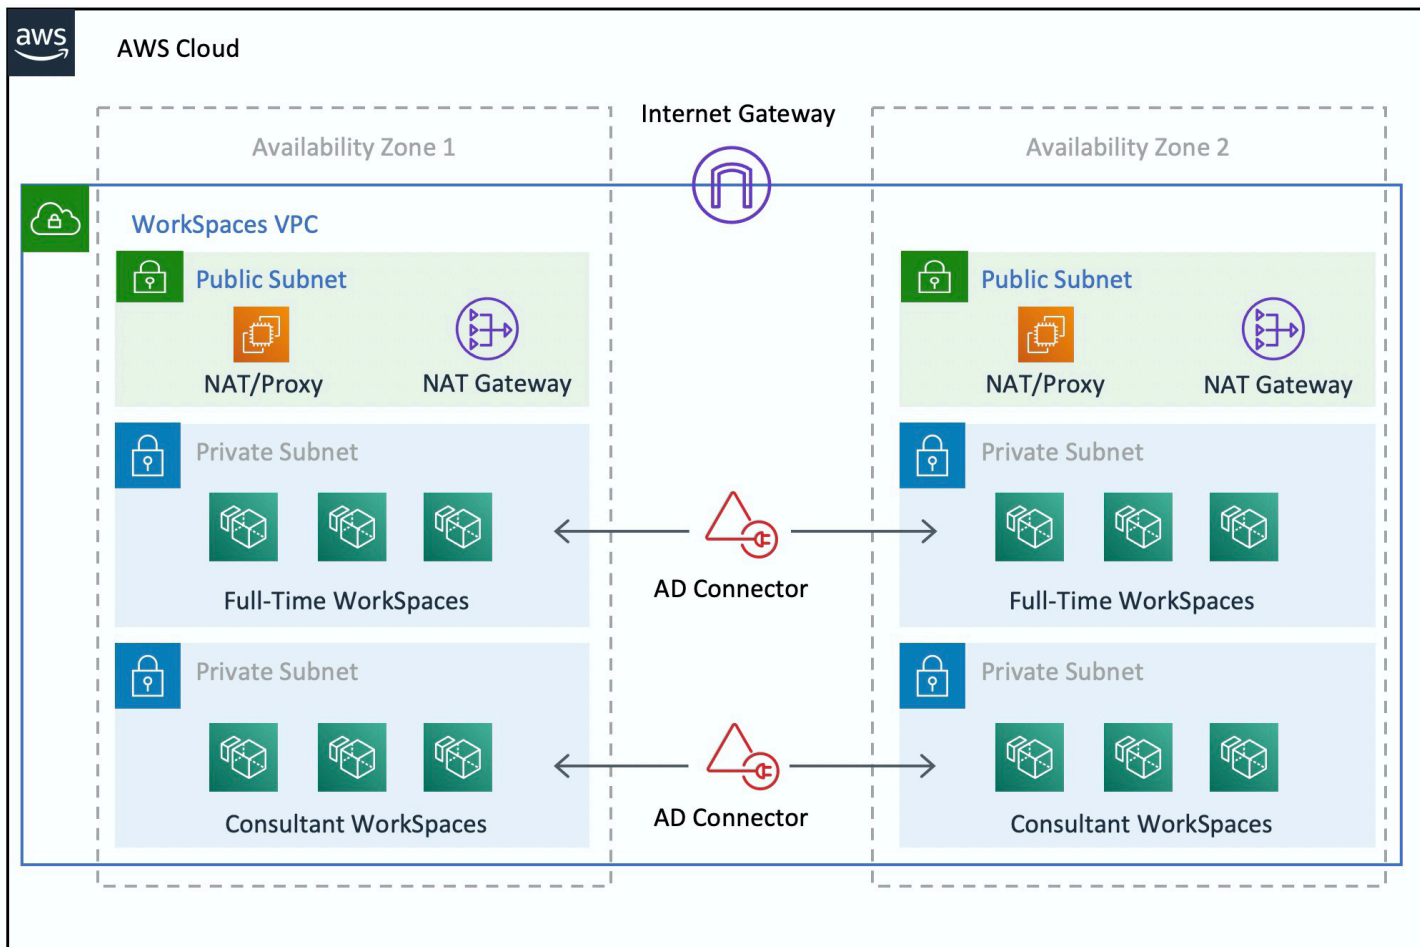 aws
AWS Cloud
Internet Gateway
Availability Zone 1
Availability Zone 2
WorkSpaces VPC
Public Subnet
NAT/Proxy
NAT Gateway
Public Subnet
NAT/Proxy
NAT Gateway
Private Subnet
Full-Time WorkSpaces
AD Connector
Private Subnet
Full-Time WorkSpaces
Private Subnet
Consultant WorkSpaces
AD Connector
Private Subnet
Consultant WorkSpaces